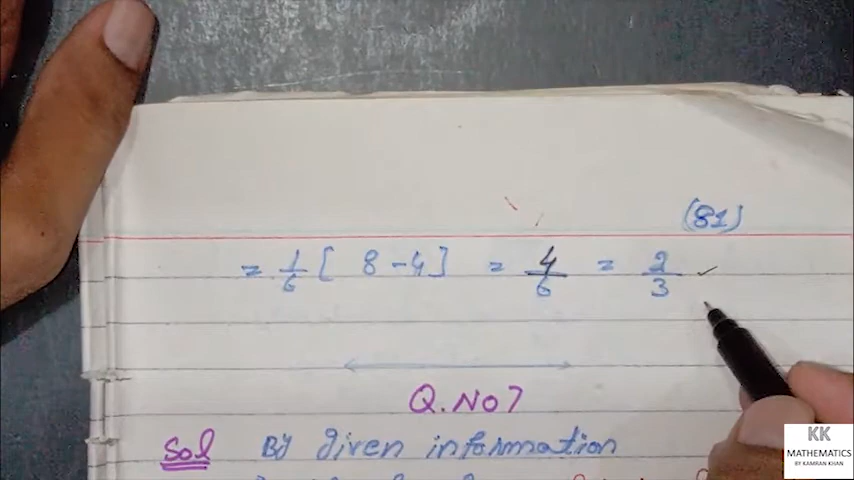 (81)
= 1/6 [ 8 - 4 ] = 4/6 = 2/3 ✓
Q.No7
Sol By given information
KK
MATHEMATICS
BY KAMRAN KHAN